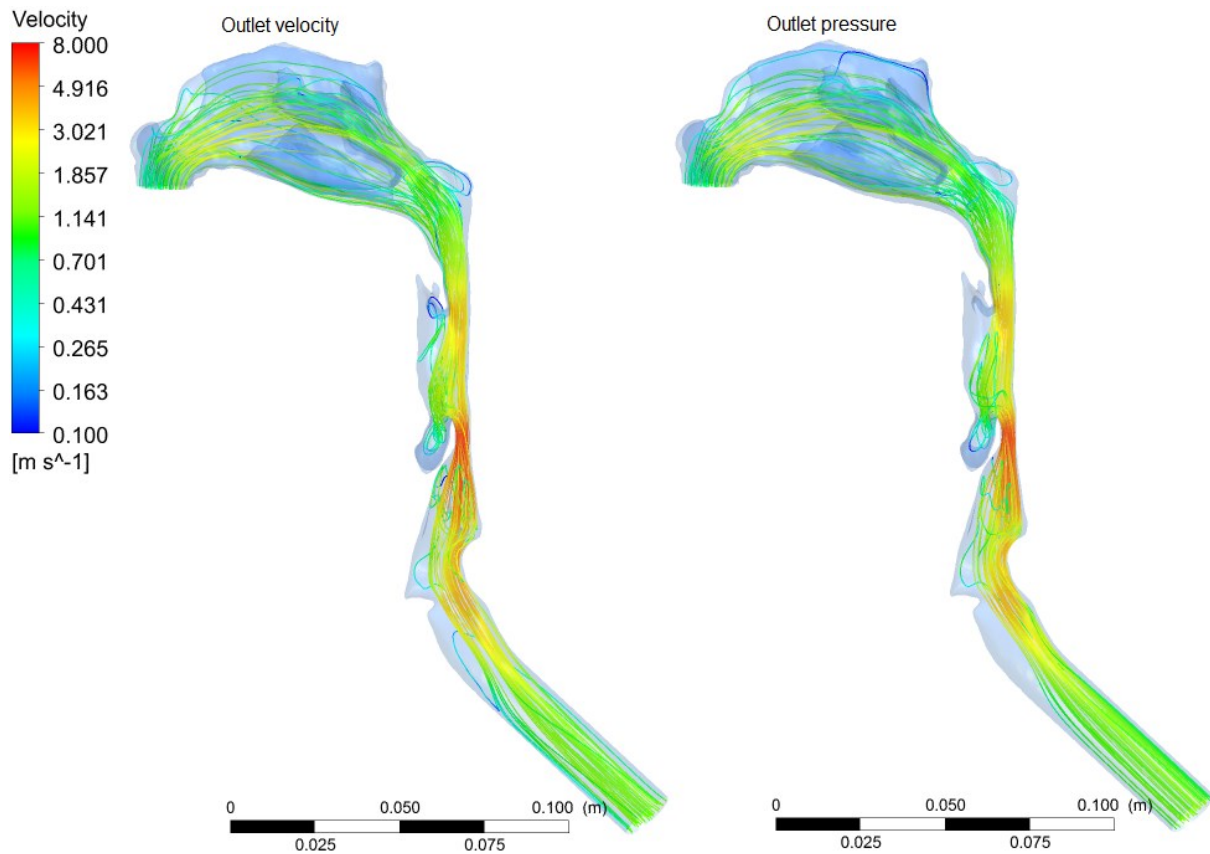 Velocity
8.000
4.916
3.021
1.857
1.141
0.701
0.431
0.265
0.163
0.100
[m s^-1]
Outlet velocity
Outlet pressure
0 0.050 0.100 (m)
0.025 0.075
0 0.050 0.100 (m)
0.025 0.075